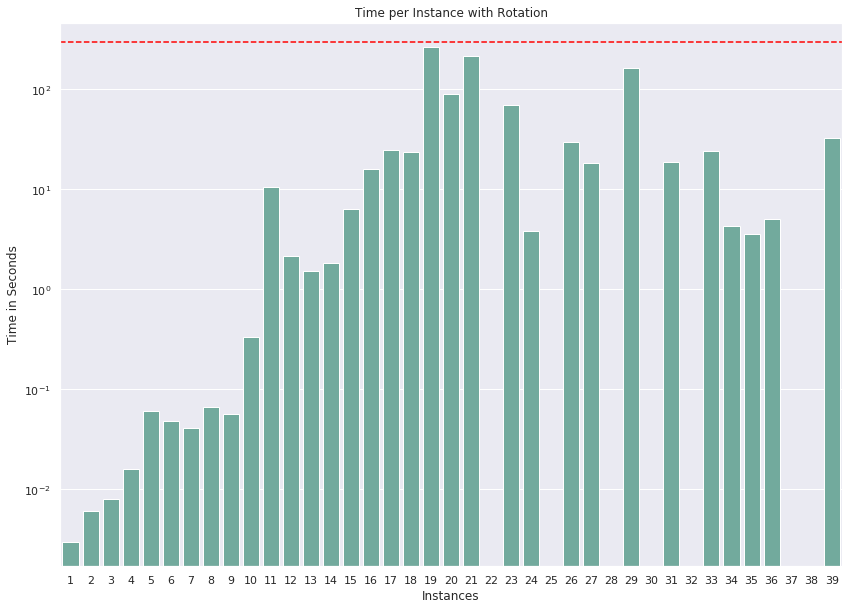 Time per Instance with Rotation
Time in Seconds
10²
10¹
10⁰
10⁻¹
10⁻²
1 2 3 4 5 6 7 8 9 10 11 12 13 14 15 16 17 18 19 20 21 22 23 24 25 26 27 28 29 30 31 32 33 34 35 36 37 38 39
Instances